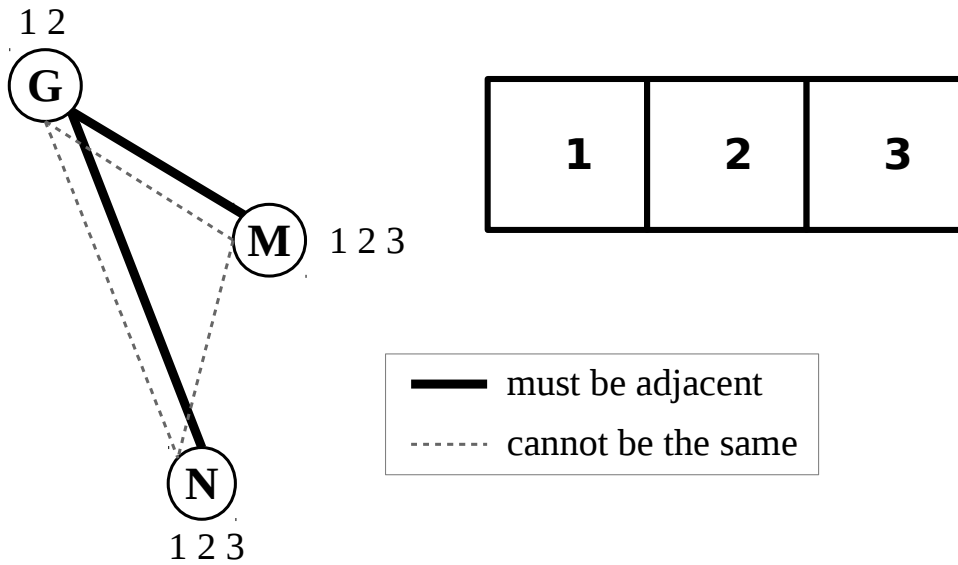 1 2
G
1 2 3
M 1 2 3
must be adjacent
cannot be the same
N
1 2 3